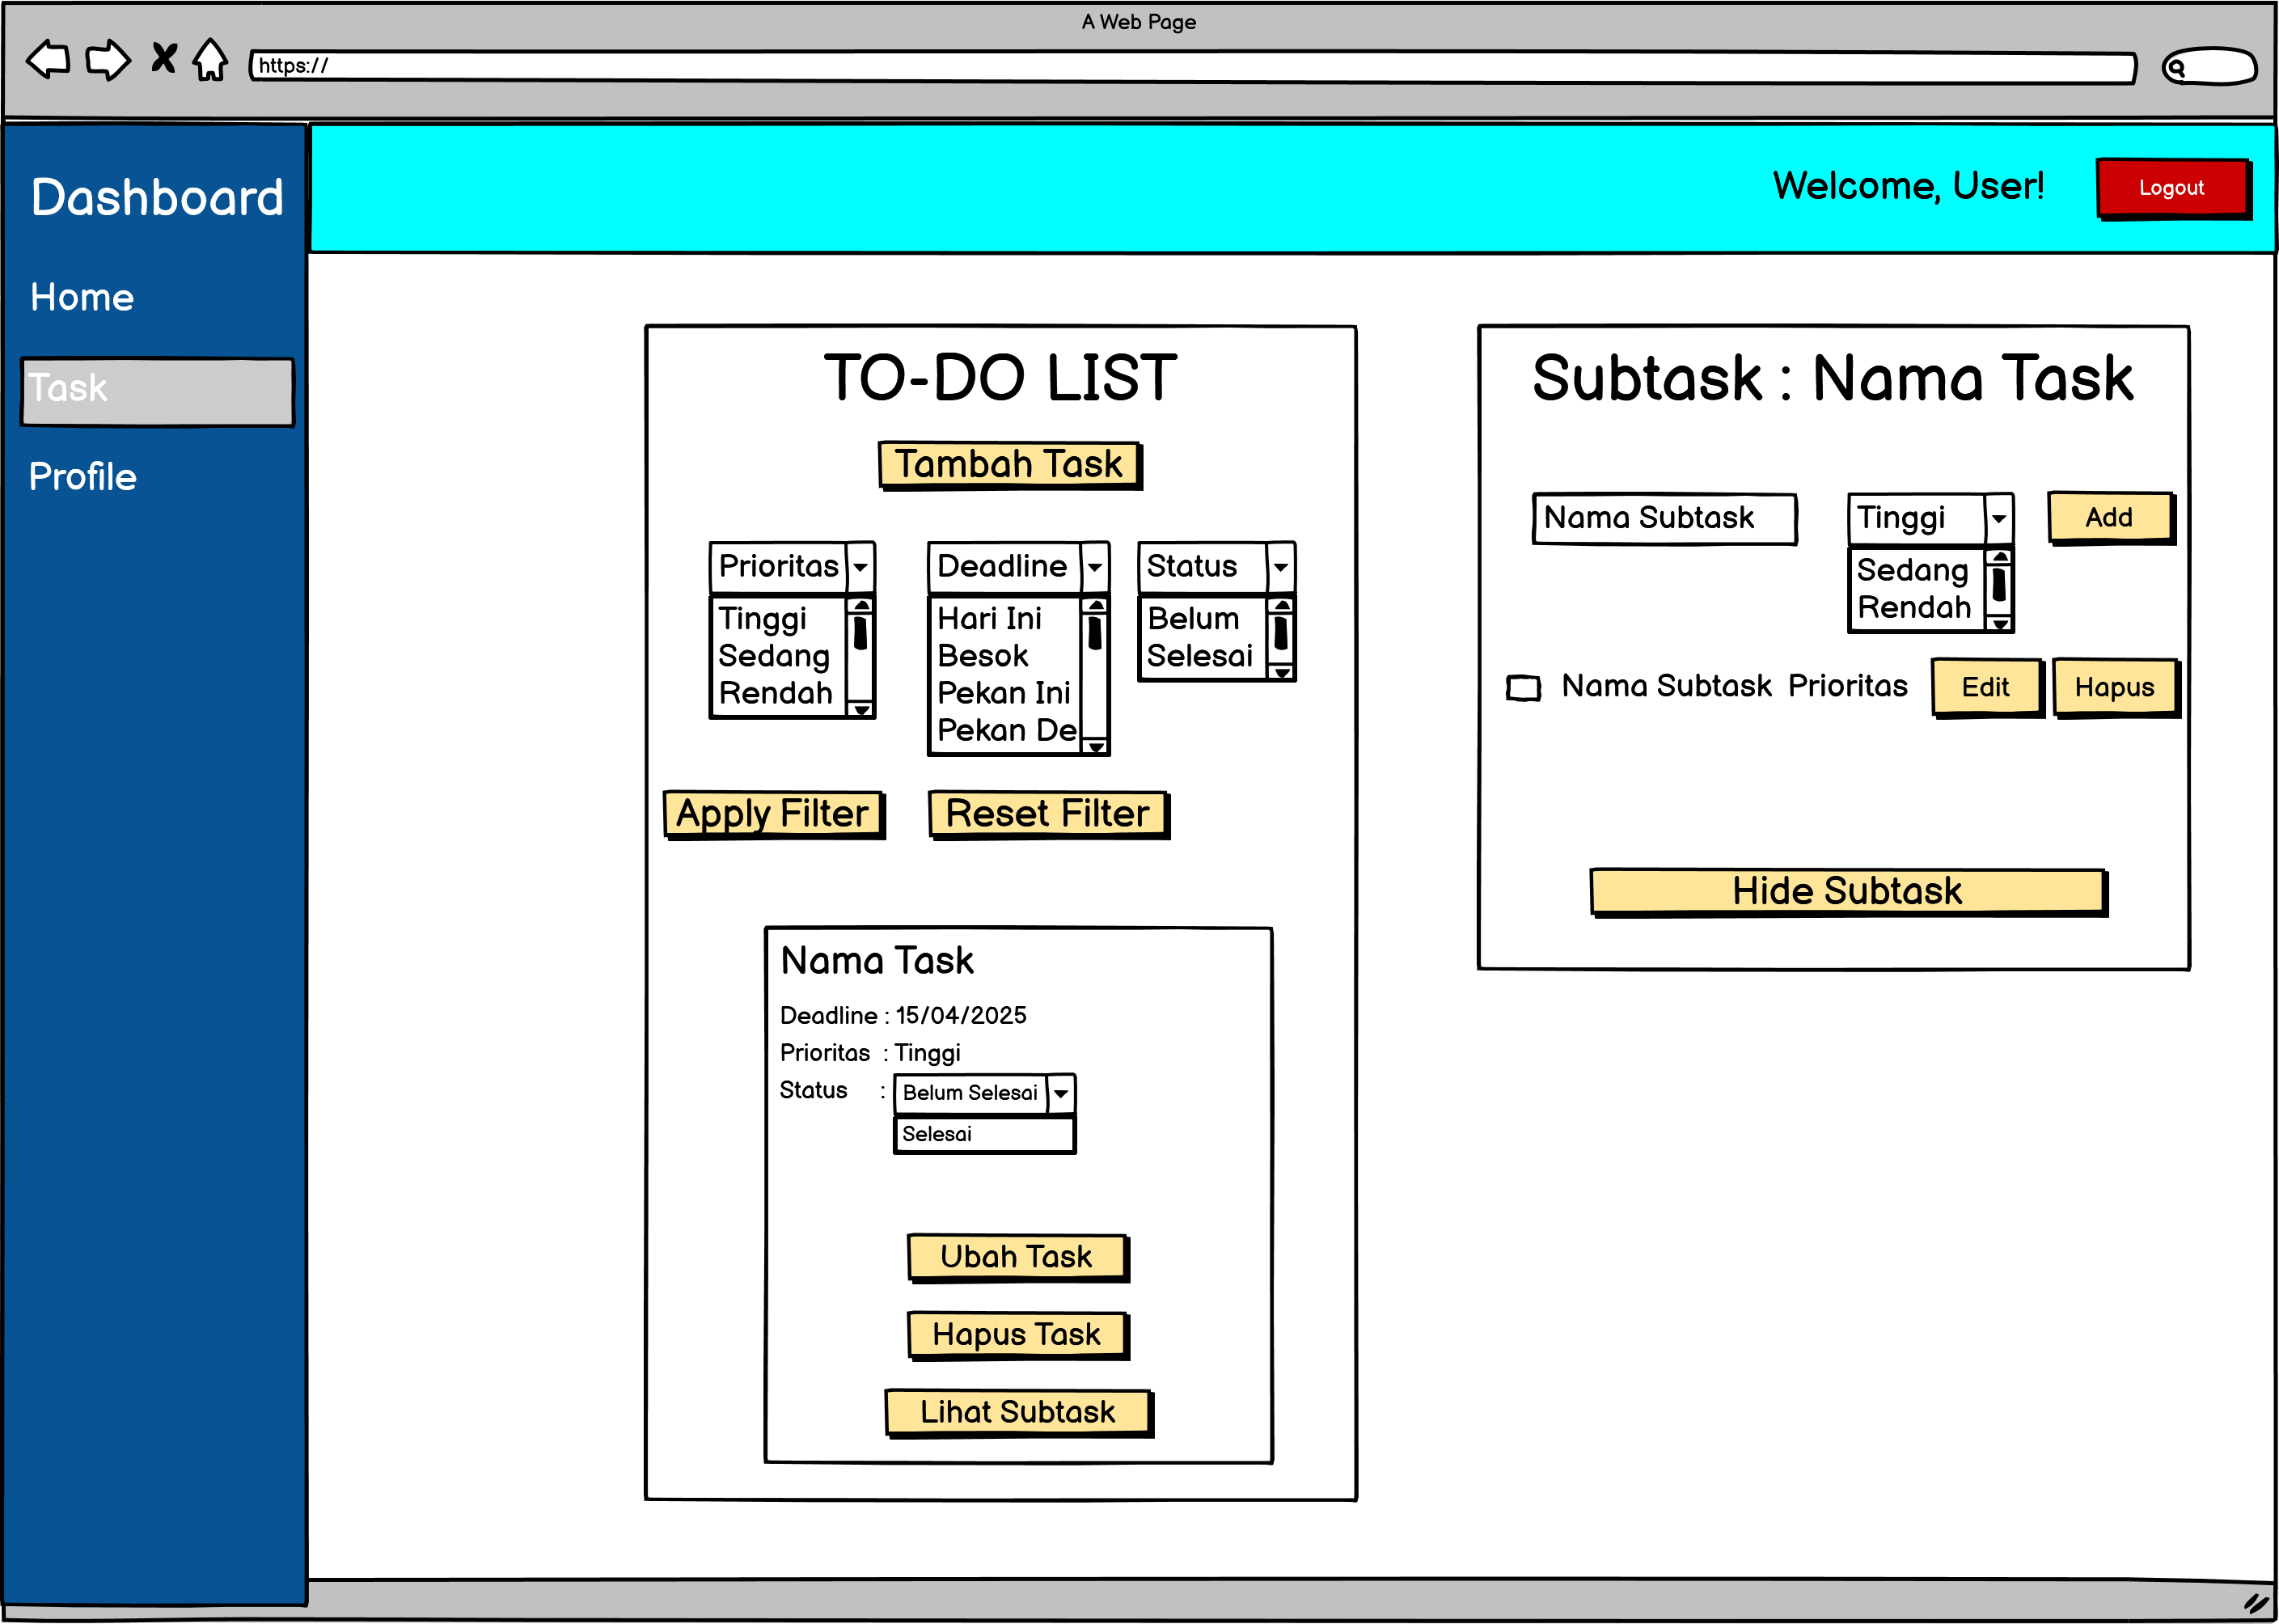 A Web Page
https://
Dashboard
Home
Task
Profile
Welcome, User!
Logout
TO-DO LIST
Tambah Task
Prioritas
Tinggi
Sedang
Rendah
Deadline
Hari Ini
Besok
Pekan Ini
Pekan De
Status
Belum
Selesai
Apply Filter
Reset Filter
Nama Task
Deadline : 15/04/2025
Prioritas : Tinggi
Status : Belum Selesai
Selesai
Ubah Task
Hapus Task
Lihat Subtask
Subtask : Nama Task
Nama Subtask
Tinggi
Sedang
Rendah
Add
Nama Subtask Prioritas Edit Hapus
Hide Subtask